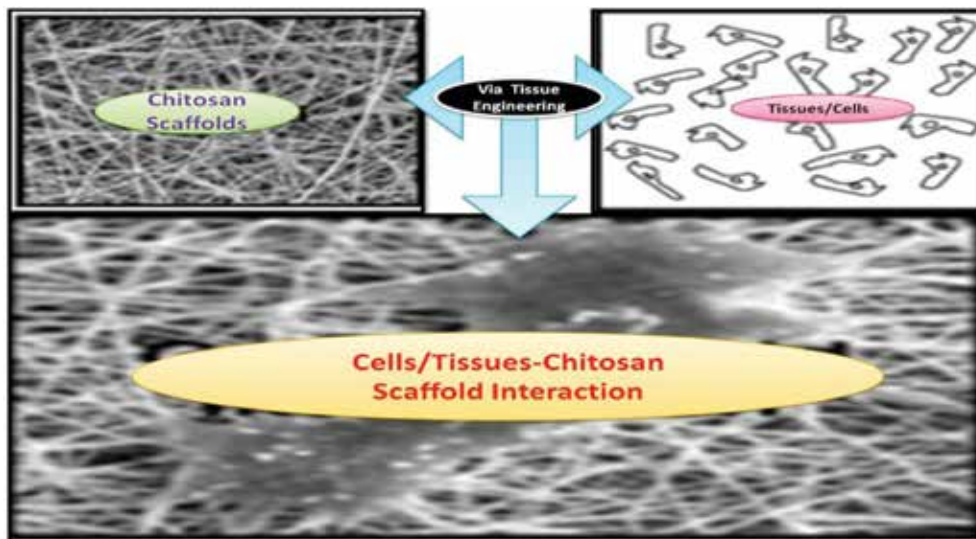 Chitosan
Scaffolds
Via Tissue
Engineering
Tissues/Cells
Cells/Tissues-Chitosan
Scaffold Interaction